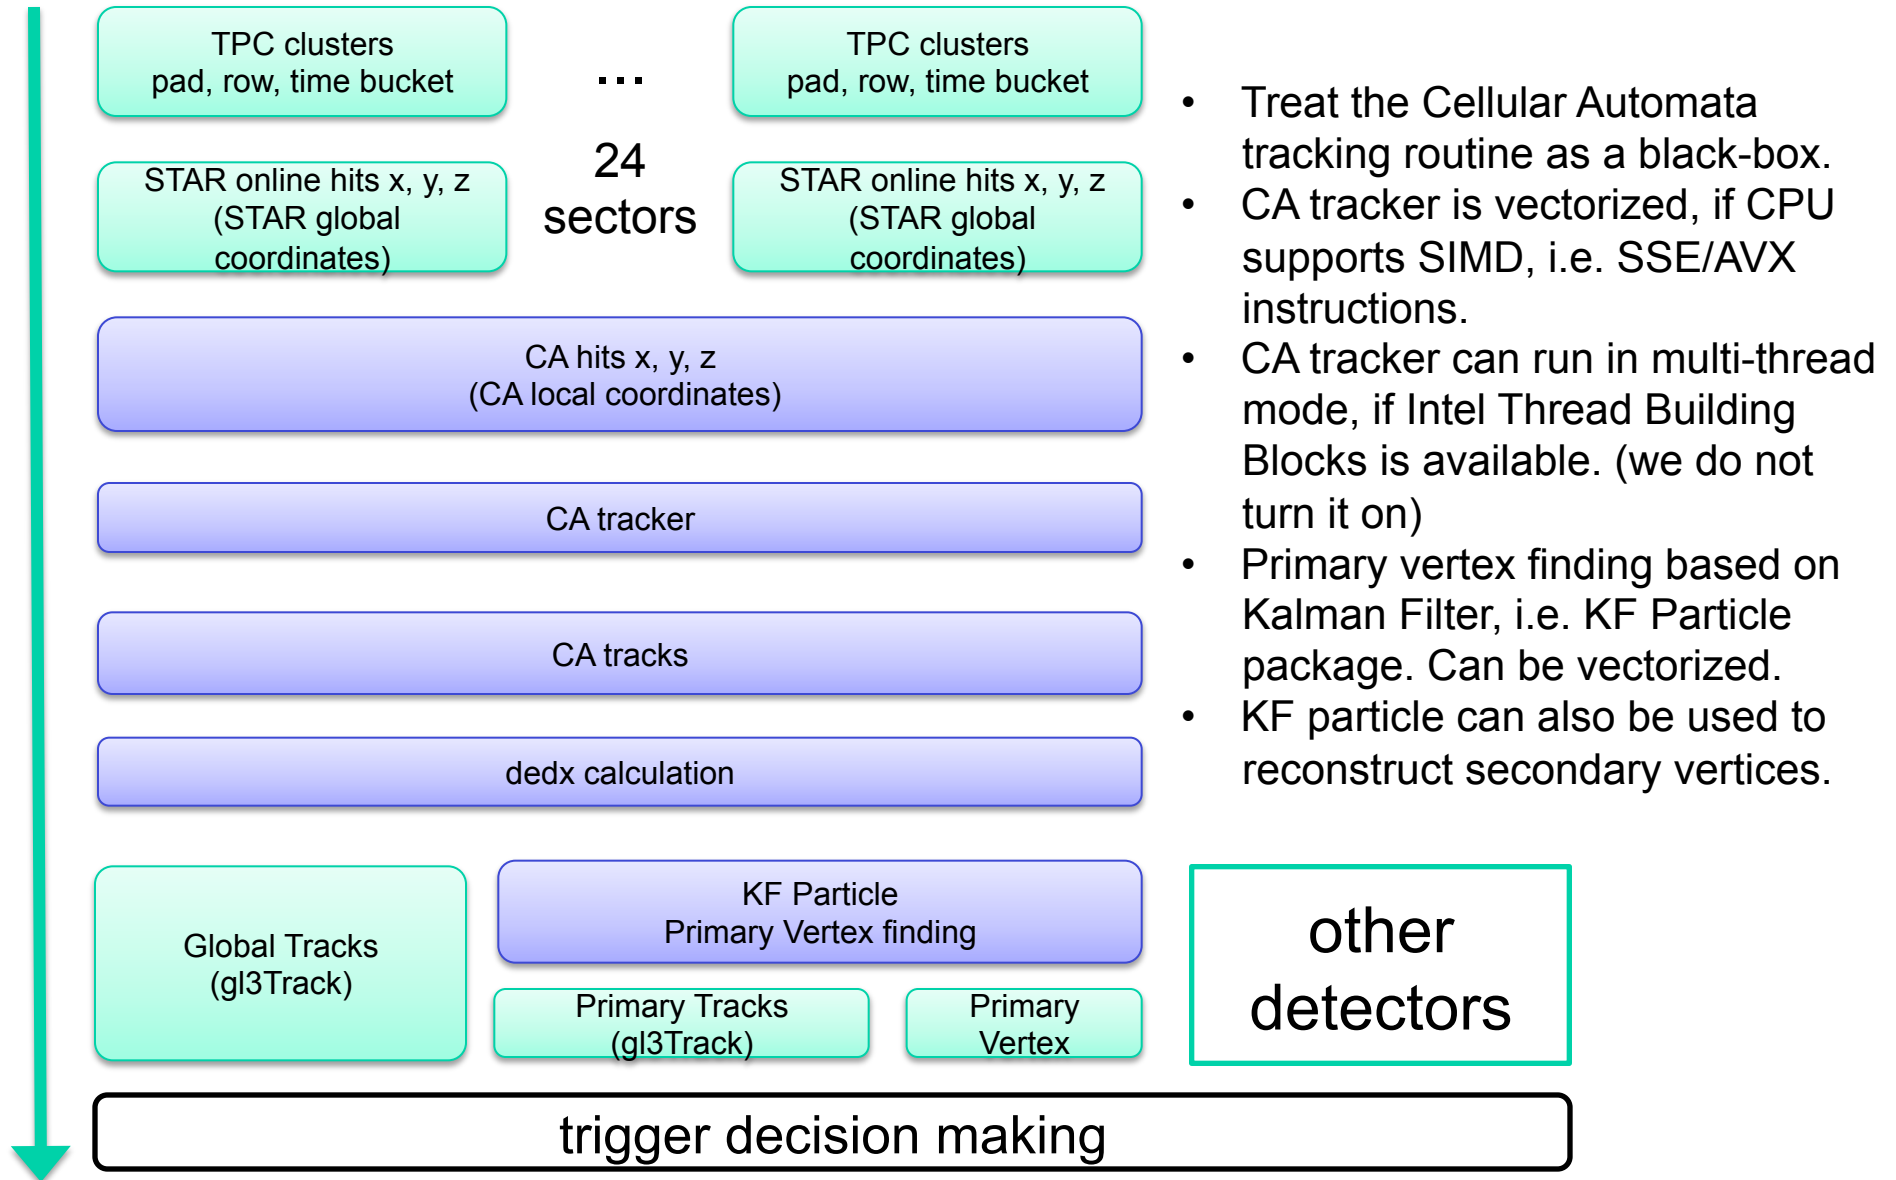 TPC clusters
pad, row, time bucket
...
TPC clusters
pad, row, time bucket
STAR online hits x, y, z
(STAR global
coordinates)
24
sectors
STAR online hits x, y, z
(STAR global
coordinates)
CA hits x, y, z
(CA local coordinates)
CA tracker
CA tracks
dedx calculation
Global Tracks
(gl3Track)
KF Particle
Primary Vertex finding
Primary Tracks
(gl3Track)
Primary
Vertex
• Treat the Cellular Automata
tracking routine as a black-box.
• CA tracker is vectorized, if CPU
supports SIMD, i.e. SSE/AVX
instructions.
• CA tracker can run in multi-thread
mode, if Intel Thread Building
Blocks is available. (we do not
turn it on)
• Primary vertex finding based on
Kalman Filter, i.e. KF Particle
package. Can be vectorized.
• KF particle can also be used to
reconstruct secondary vertices.
other
detectors
trigger decision making